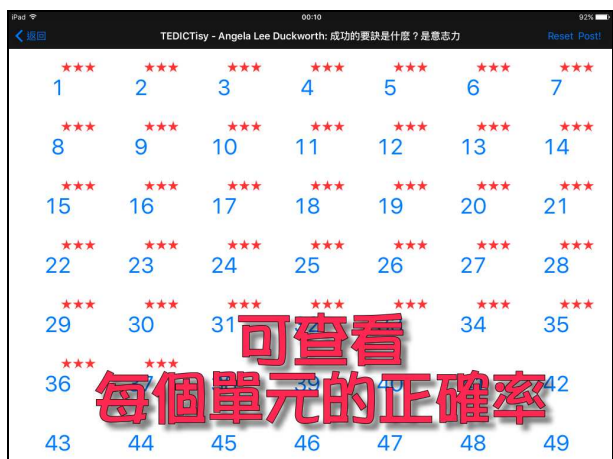 iPad 00:10 92%
返回 TEDICTisy - Angela Lee Duckworth: 成功的要訣是什麼？是意志力 Reset Post!
★★★ ★★★ ★★★ ★★★ ★★★ ★★★ ★★★
1 2 3 4 5 6 7
★★★ ★★★ ★★★ ★★★ ★★★ ★★★ ★★★
8 9 10 11 12 13 14
★★★ ★★★ ★★★ ★★★ ★★★ ★★★ ★★★
15 16 17 18 19 20 21
★★★ ★★★ ★★★ ★★★ ★★★ ★★★ ★★★
22 23 24 25 26 27 28
★★★ ★★★ ★★★ ★★★ ★★★ ★★★ ★★★
29 30 31 34 35
可查看
★★★ ★★★
36 37 39 40 42
每個單元的正確率
43 44 45 46 47 48 49